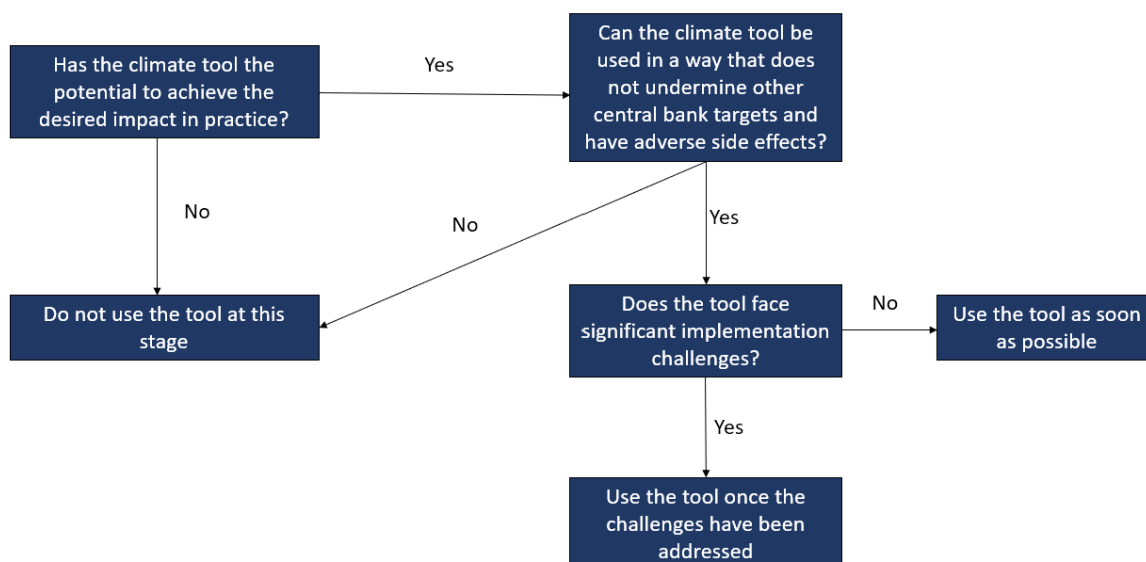 Has the climate tool the
potential to achieve the
desired impact in practice?
Yes
Can the climate tool be
used in a way that does
not undermine other
central bank targets and
have adverse side effects?
No
No
Yes
Do not use the tool at this
stage
Does the tool face
significant implementation
challenges?
No
Use the tool as soon
as possible
Yes
Use the tool once the
challenges have been
addressed